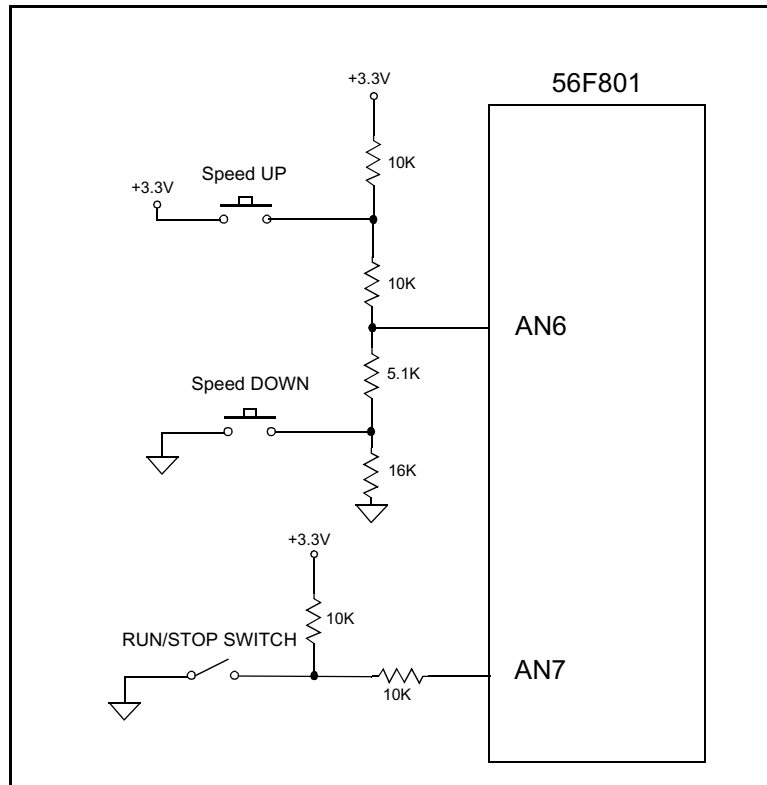 56F801
+3.3V
10K
Speed UP
+3.3V
10K
AN6
5.1K
Speed DOWN
16K
+3.3V
10K
RUN/STOP SWITCH
AN7
10K